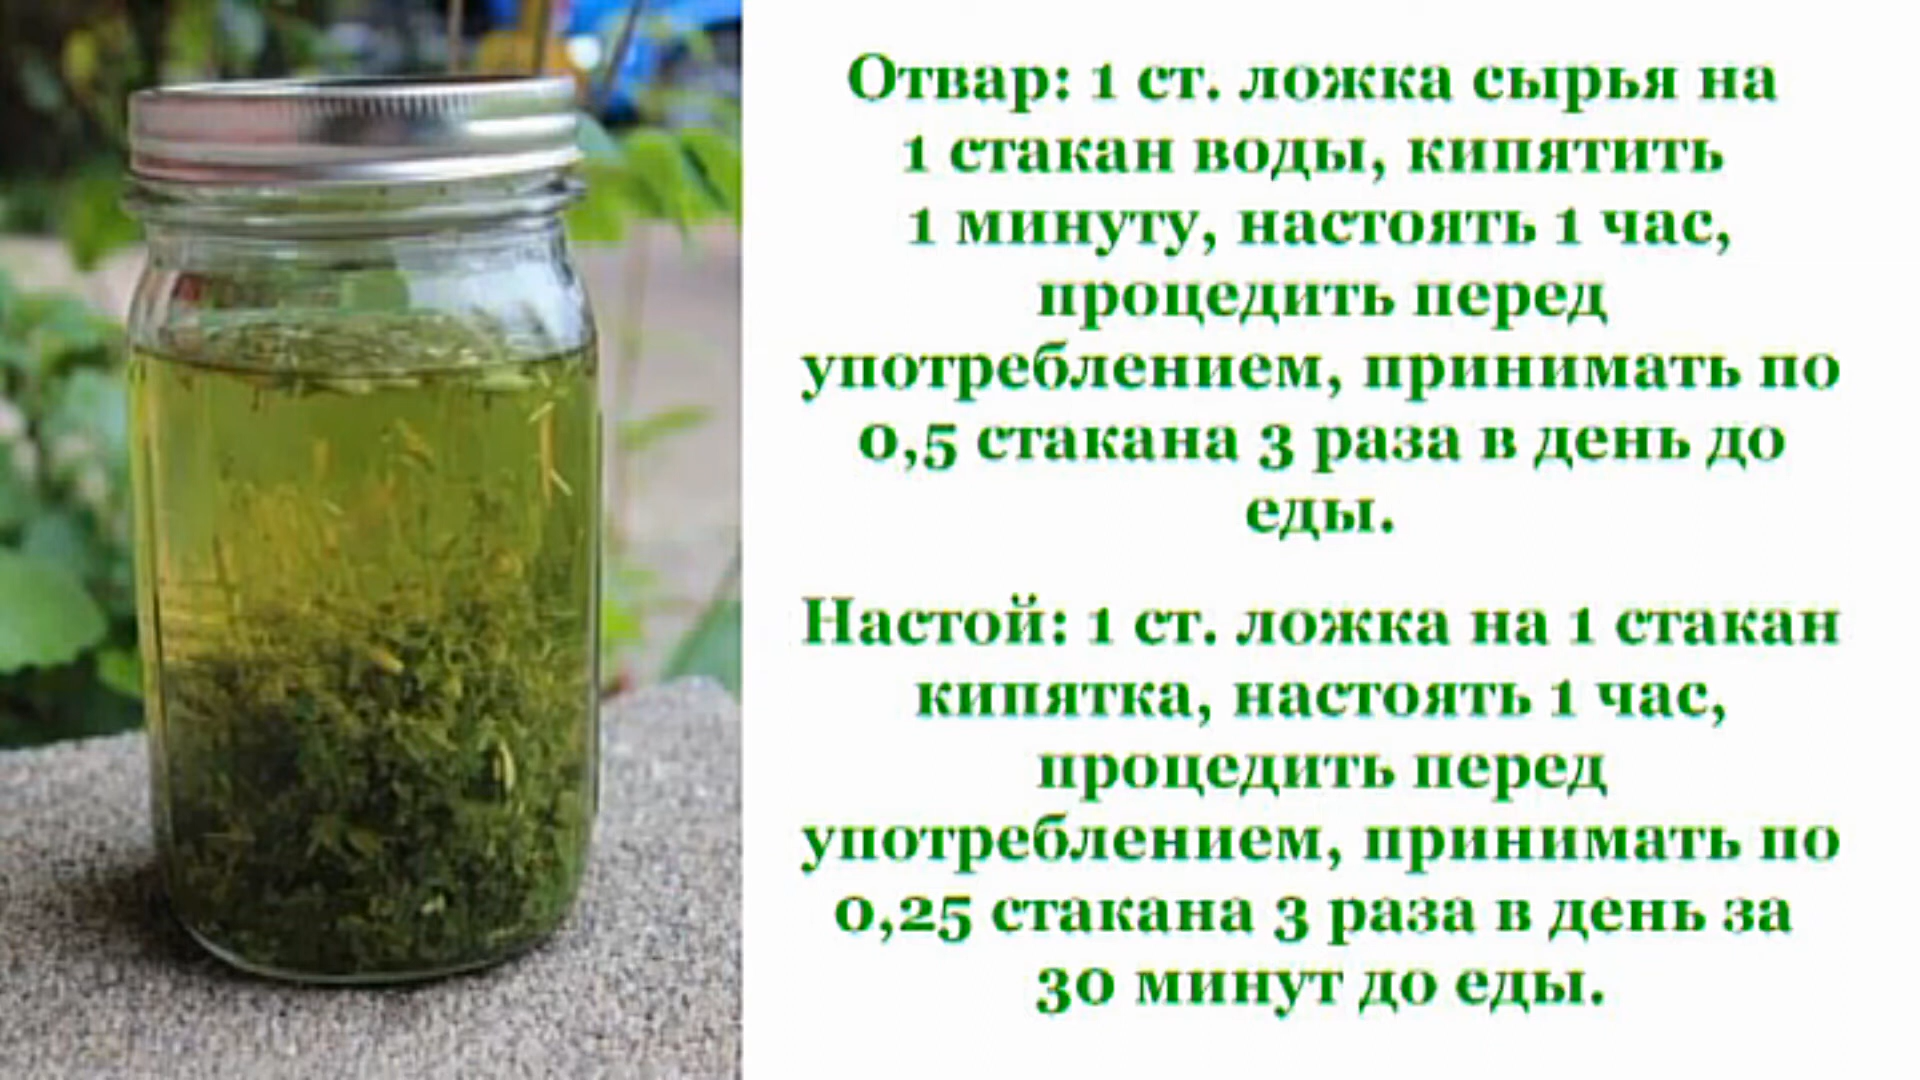 Отвар: 1 ст. ложка сырья на
1 стакан воды, кипятить
1 минуту, настоять 1 час,
процедить перед
употреблением, принимать по
0,5 стакана 3 раза в день до
еды.
Настой: 1 ст. ложка на 1 стакан
кипятка, настоять 1 час,
процедить перед
употреблением, принимать по
0,25 стакана 3 раза в день за
30 минут до еды.